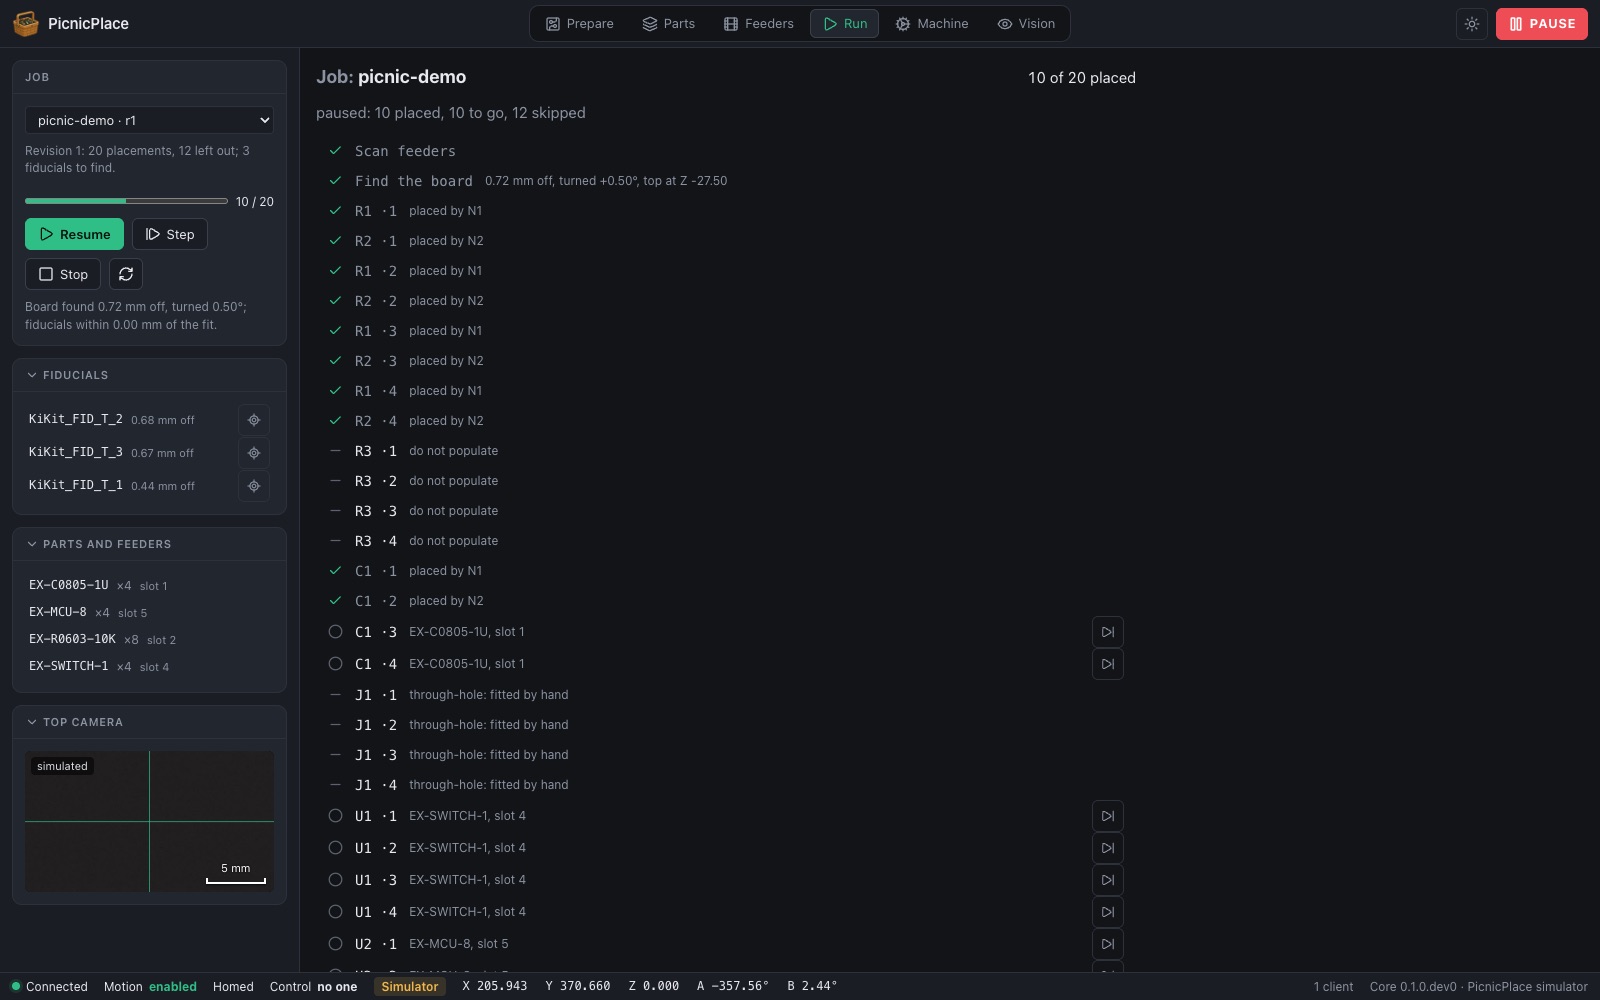 PicnicPlace
Prepare
Parts
Feeders
Run
Machine
Vision
PAUSE
JOB
picnic-demo · r1
Revision 1: 20 placements, 12 left out; 3
fiducials to find.
10 / 20
Resume
Step
Stop
Board found 0.72 mm off, turned 0.50°;
fiducials within 0.00 mm of the fit.
FIDUCIALS
KiKit_FID_T_2 0.68 mm off
KiKit_FID_T_3 0.67 mm off
KiKit_FID_T_1 0.44 mm off
PARTS AND FEEDERS
EX-C0805-1U ×4 slot 1
EX-MCU-8 ×4 slot 5
EX-R0603-10K ×8 slot 2
EX-SWITCH-1 ×4 slot 4
TOP CAMERA
simulated
5 mm
Job: picnic-demo
10 of 20 placed
paused: 10 placed, 10 to go, 12 skipped
Scan feeders
Find the board 0.72 mm off, turned +0.50°, top at Z -27.50
R1 ·1 placed by N1
R2 ·1 placed by N2
R1 ·2 placed by N1
R2 ·2 placed by N2
R1 ·3 placed by N1
R2 ·3 placed by N2
R1 ·4 placed by N1
R2 ·4 placed by N2
R3 ·1 do not populate
R3 ·2 do not populate
R3 ·3 do not populate
R3 ·4 do not populate
C1 ·1 placed by N1
C1 ·2 placed by N2
C1 ·3 EX-C0805-1U, slot 1
C1 ·4 EX-C0805-1U, slot 1
J1 ·1 through-hole: fitted by hand
J1 ·2 through-hole: fitted by hand
J1 ·3 through-hole: fitted by hand
J1 ·4 through-hole: fitted by hand
U1 ·1 EX-SWITCH-1, slot 4
U1 ·2 EX-SWITCH-1, slot 4
U1 ·3 EX-SWITCH-1, slot 4
U1 ·4 EX-SWITCH-1, slot 4
U2 ·1 EX-MCU-8, slot 5
Connected
Motion enabled
Homed
Control no one
Simulator
X 205.943 Y 370.660 Z 0.000 A -357.56° B 2.44°
1 client
Core 0.1.0.dev0 · PicnicPlace simulator